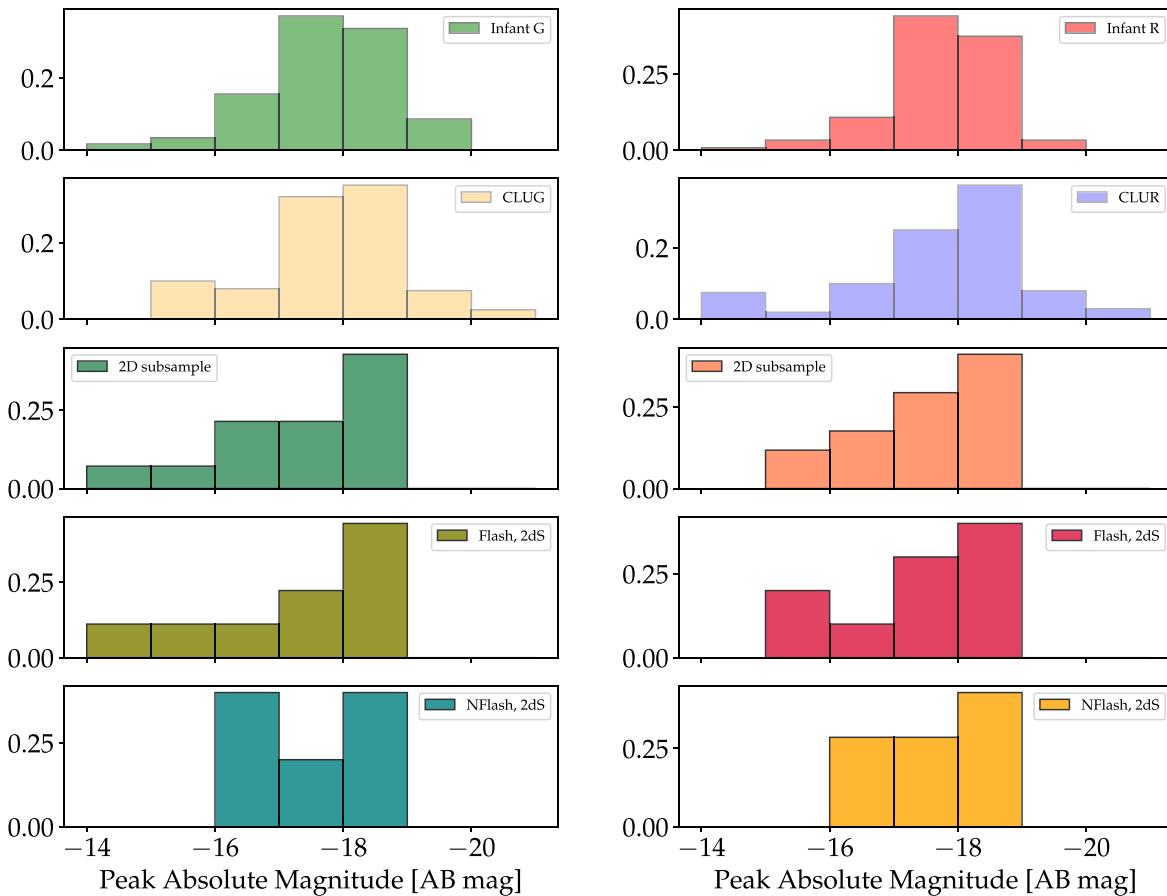 Infant G
0.2
0.0
Infant R
0.25
0.00
CLUG
0.2
0.0
CLUR
0.2
0.0
2D subsample
0.25
0.00
2D subsample
0.25
0.00
Flash, 2dS
0.25
0.00
Flash, 2dS
0.25
0.00
NFlash, 2dS
0.25
0.00
−14 −16 −18 −20
Peak Absolute Magnitude [AB mag]
NFlash, 2dS
0.25
0.00
−14 −16 −18 −20
Peak Absolute Magnitude [AB mag]